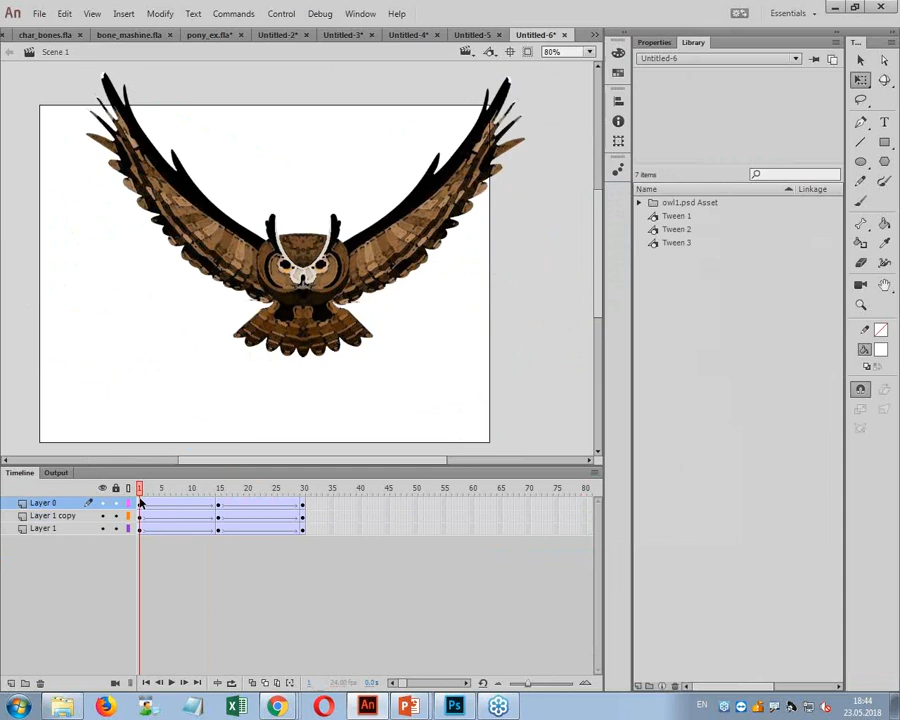 An File Edit View Insert Modify Text Commands Control Debug Window Help Essentials
char_bones.fla × bone_mashine.fla × pony_ex.fla* × Untitled-2* × Untitled-3* × Untitled-4* × Untitled-5 × Untitled-6* × >>
Scene 1 80%
Properties Library T...
Untitled-6
7 items
Name Linkage
owl1.psd Asset
Tween 1
Tween 2
Tween 3
Timeline Output
1 5 10 15 20 25 30 35 40 45 50 55 60 65 70 75 80
Layer 0
Layer 1 copy
Layer 1
1 24.00 fps 0.0s
An Ps
EN 18:44
23.05.2018